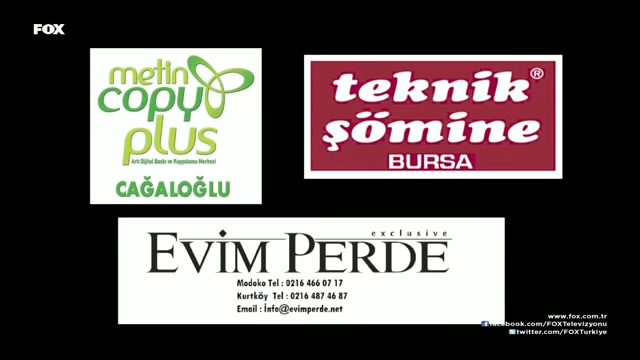 FOX
metin
copy
plus
Artı Dijital Baskı ve Kopyalama Merkezi
CAĞALOĞLU
teknik®
şömine
BURSA
exclusive
EVİM PERDE
Modoko Tel : 0216 466 07 17
Kurtköy Tel : 0216 487 46 87
Email : İnfo@evimperde.net
www.fox.com.tr
facebook.com/FOXTelevizyonu
twitter.com/FOXTurkiye